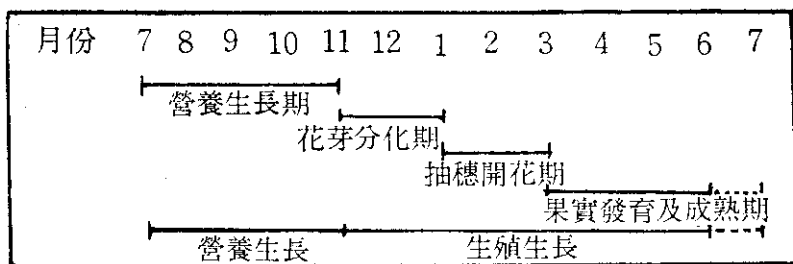 月份 7 8 9 10 11 12 1 2 3 4 5 6 7
營養生長期
花芽分化期
抽穗開花期
果實發育及成熟期
營養生長 生殖生長